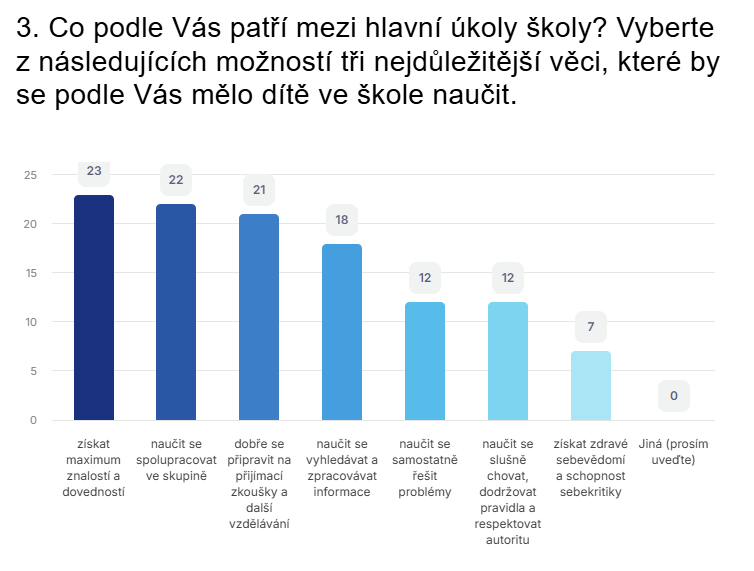 3. Co podle Vás patří mezi hlavní úkoly školy? Vyberte
z následujících možností tři nejdůležitější věci, které by
se podle Vás mělo dítě ve škole naučit.
25
20
15
10
5
0
23
22
21
18
12
12
7
0
získat
maximum
znalostí a
dovedností
naučit se
spolupracovat
ve skupině
dobře se
připravit na
přijímací
zkoušky a
další
vzdělávání
naučit se
vyhledávat a
zpracovávat
informace
naučit se
samostatně
řešit
problémy
naučit se
slušně
chovat,
dodržovat
pravidla a
respektovat
autoritu
získat zdravé
sebevědomí
a schopnost
sebekritiky
Jiná (prosím
uveďte)